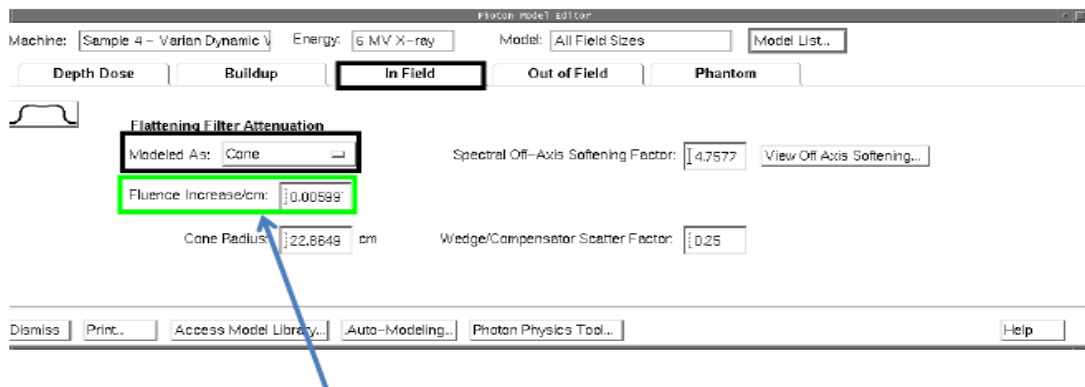 Photon Model Editor
Machine: Sample 4 – Varian Dynamic W Energy: 6 MV X-ray Model: All Field Sizes Model List...
Depth Dose Buildup In Field Out of Field Phantom
Flattening Filter Attenuation
Modeled As: Cone Spectral Off-Axis Softening Factor: 4.7577 View Off Axis Softening...
Fluence Increase/cm: 0.00599
Cone Radius: 22.8649 cm Wedge/Compensator Scatter Factor: 0.25
Dismiss Print... Access Model Library... Auto-Modeling... Photon Physics Tool... Help